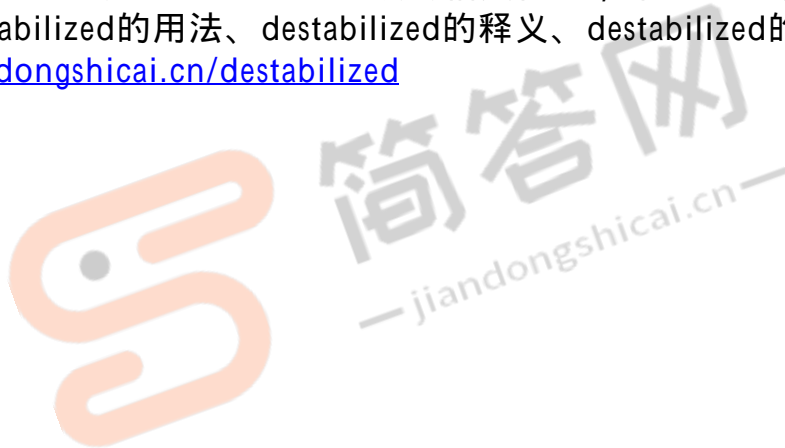 abilized的用法、destabilized的释义、destabilized的
dongshicai.cn/destabilized
简答网
jiandongshicai.cn